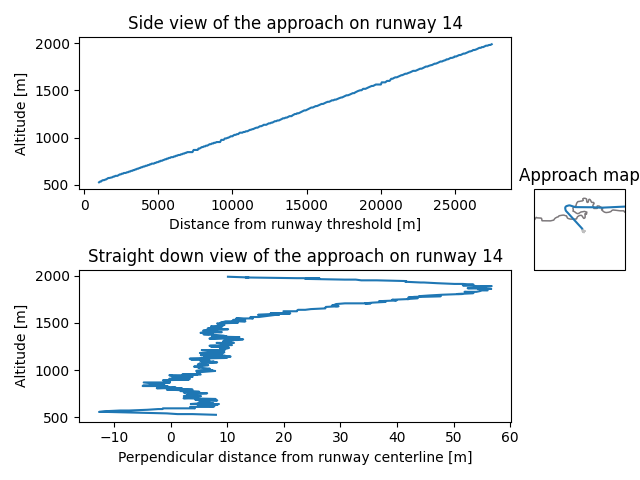 Side view of the approach on runway 14
2000
1500
1000
500
Altitude [m]
0 5000 10000 15000 20000 25000
Distance from runway threshold [m]
Approach map
Straight down view of the approach on runway 14
2000
1500
1000
500
Altitude [m]
−10 0 10 20 30 40 50 60
Perpendicular distance from runway centerline [m]